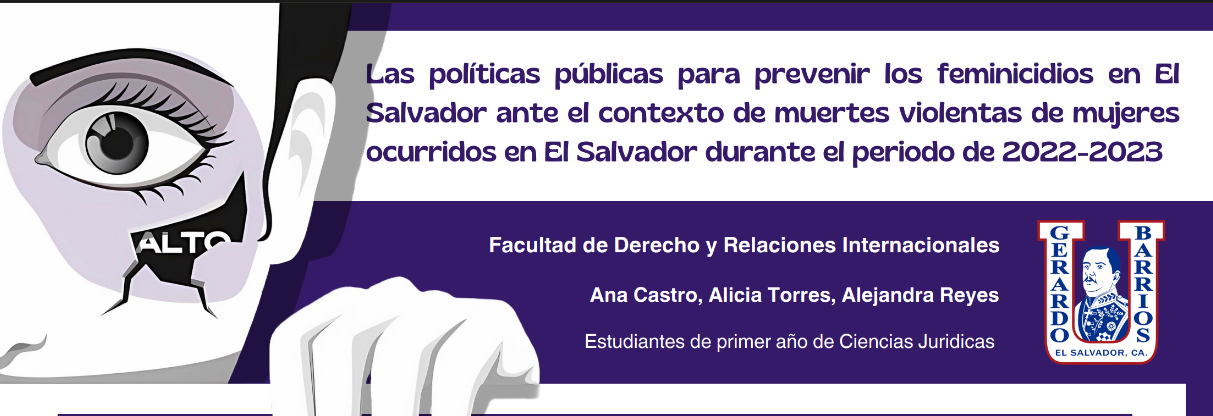 Las políticas públicas para prevenir los feminicidios en El
Salvador ante el contexto de muertes violentas de mujeres
ocurridos en El Salvador durante el periodo de 2022-2023
ALTO
Facultad de Derecho y Relaciones Internacionales
Ana Castro, Alicia Torres, Alejandra Reyes
Estudiantes de primer año de Ciencias Juridicas
GERARDO
BARRIOS
EL SALVADOR, CA.